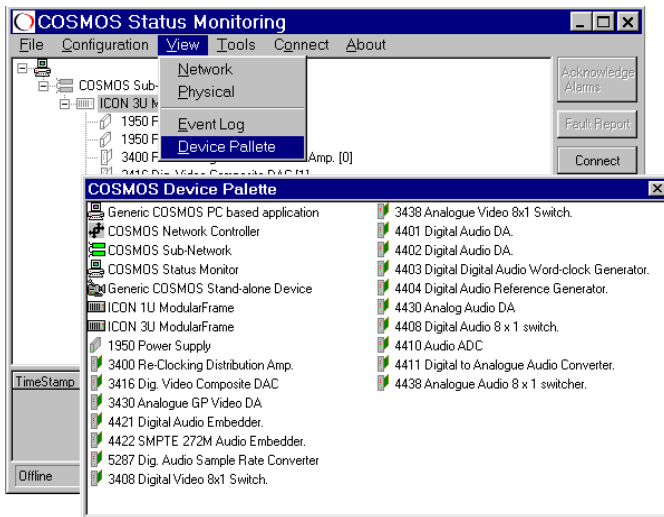 COSMOS Status Monitoring
File Configuration View Tools Connect About
Network
Physical
Event Log
Device Pallete
COSMOS Sub-
ICON 3U M
1950 F
1950 F
3400 F Amp. [0]
3416 Dig. Video Composite DAC [1]
Acknowledge
Alarms
Fault Report
Connect
TimeStamp
Offline
COSMOS Device Palette
Generic COSMOS PC based application
COSMOS Network Controller
COSMOS Sub-Network
COSMOS Status Monitor
Generic COSMOS Stand-alone Device
ICON 1U ModularFrame
ICON 3U ModularFrame
1950 Power Supply
3400 Re-Clocking Distribution Amp.
3416 Dig. Video Composite DAC
3430 Analogue GP Video DA
4421 Digital Audio Embedder.
4422 SMPTE 272M Audio Embedder.
5287 Dig. Audio Sample Rate Converter
3408 Digital Video 8x1 Switch.
3438 Analogue Video 8x1 Switch.
4401 Digital Audio DA.
4402 Digital Audio DA.
4403 Digital Digital Audio Word-clock Generator.
4404 Digital Audio Reference Generator.
4430 Analog Audio DA
4408 Digital Audio 8 x 1 switch.
4410 Audio ADC
4411 Digital to Analogue Audio Converter.
4438 Analogue Audio 8 x 1 switcher.